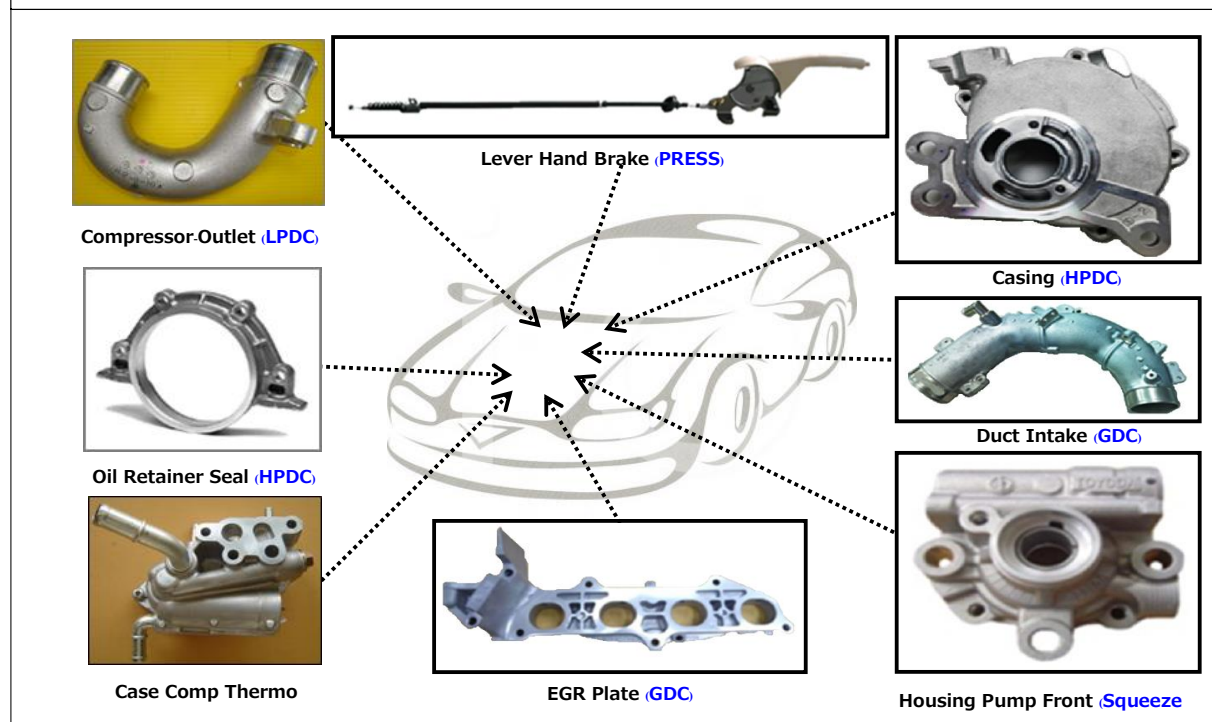 Lever Hand Brake (PRESS)
Compressor-Outlet (LPDC)
Casing (HPDC)
Duct Intake (GDC)
Oil Retainer Seal (HPDC)
Case Comp Thermo
EGR Plate (GDC)
TOYODA
Housing Pump Front (Squeeze